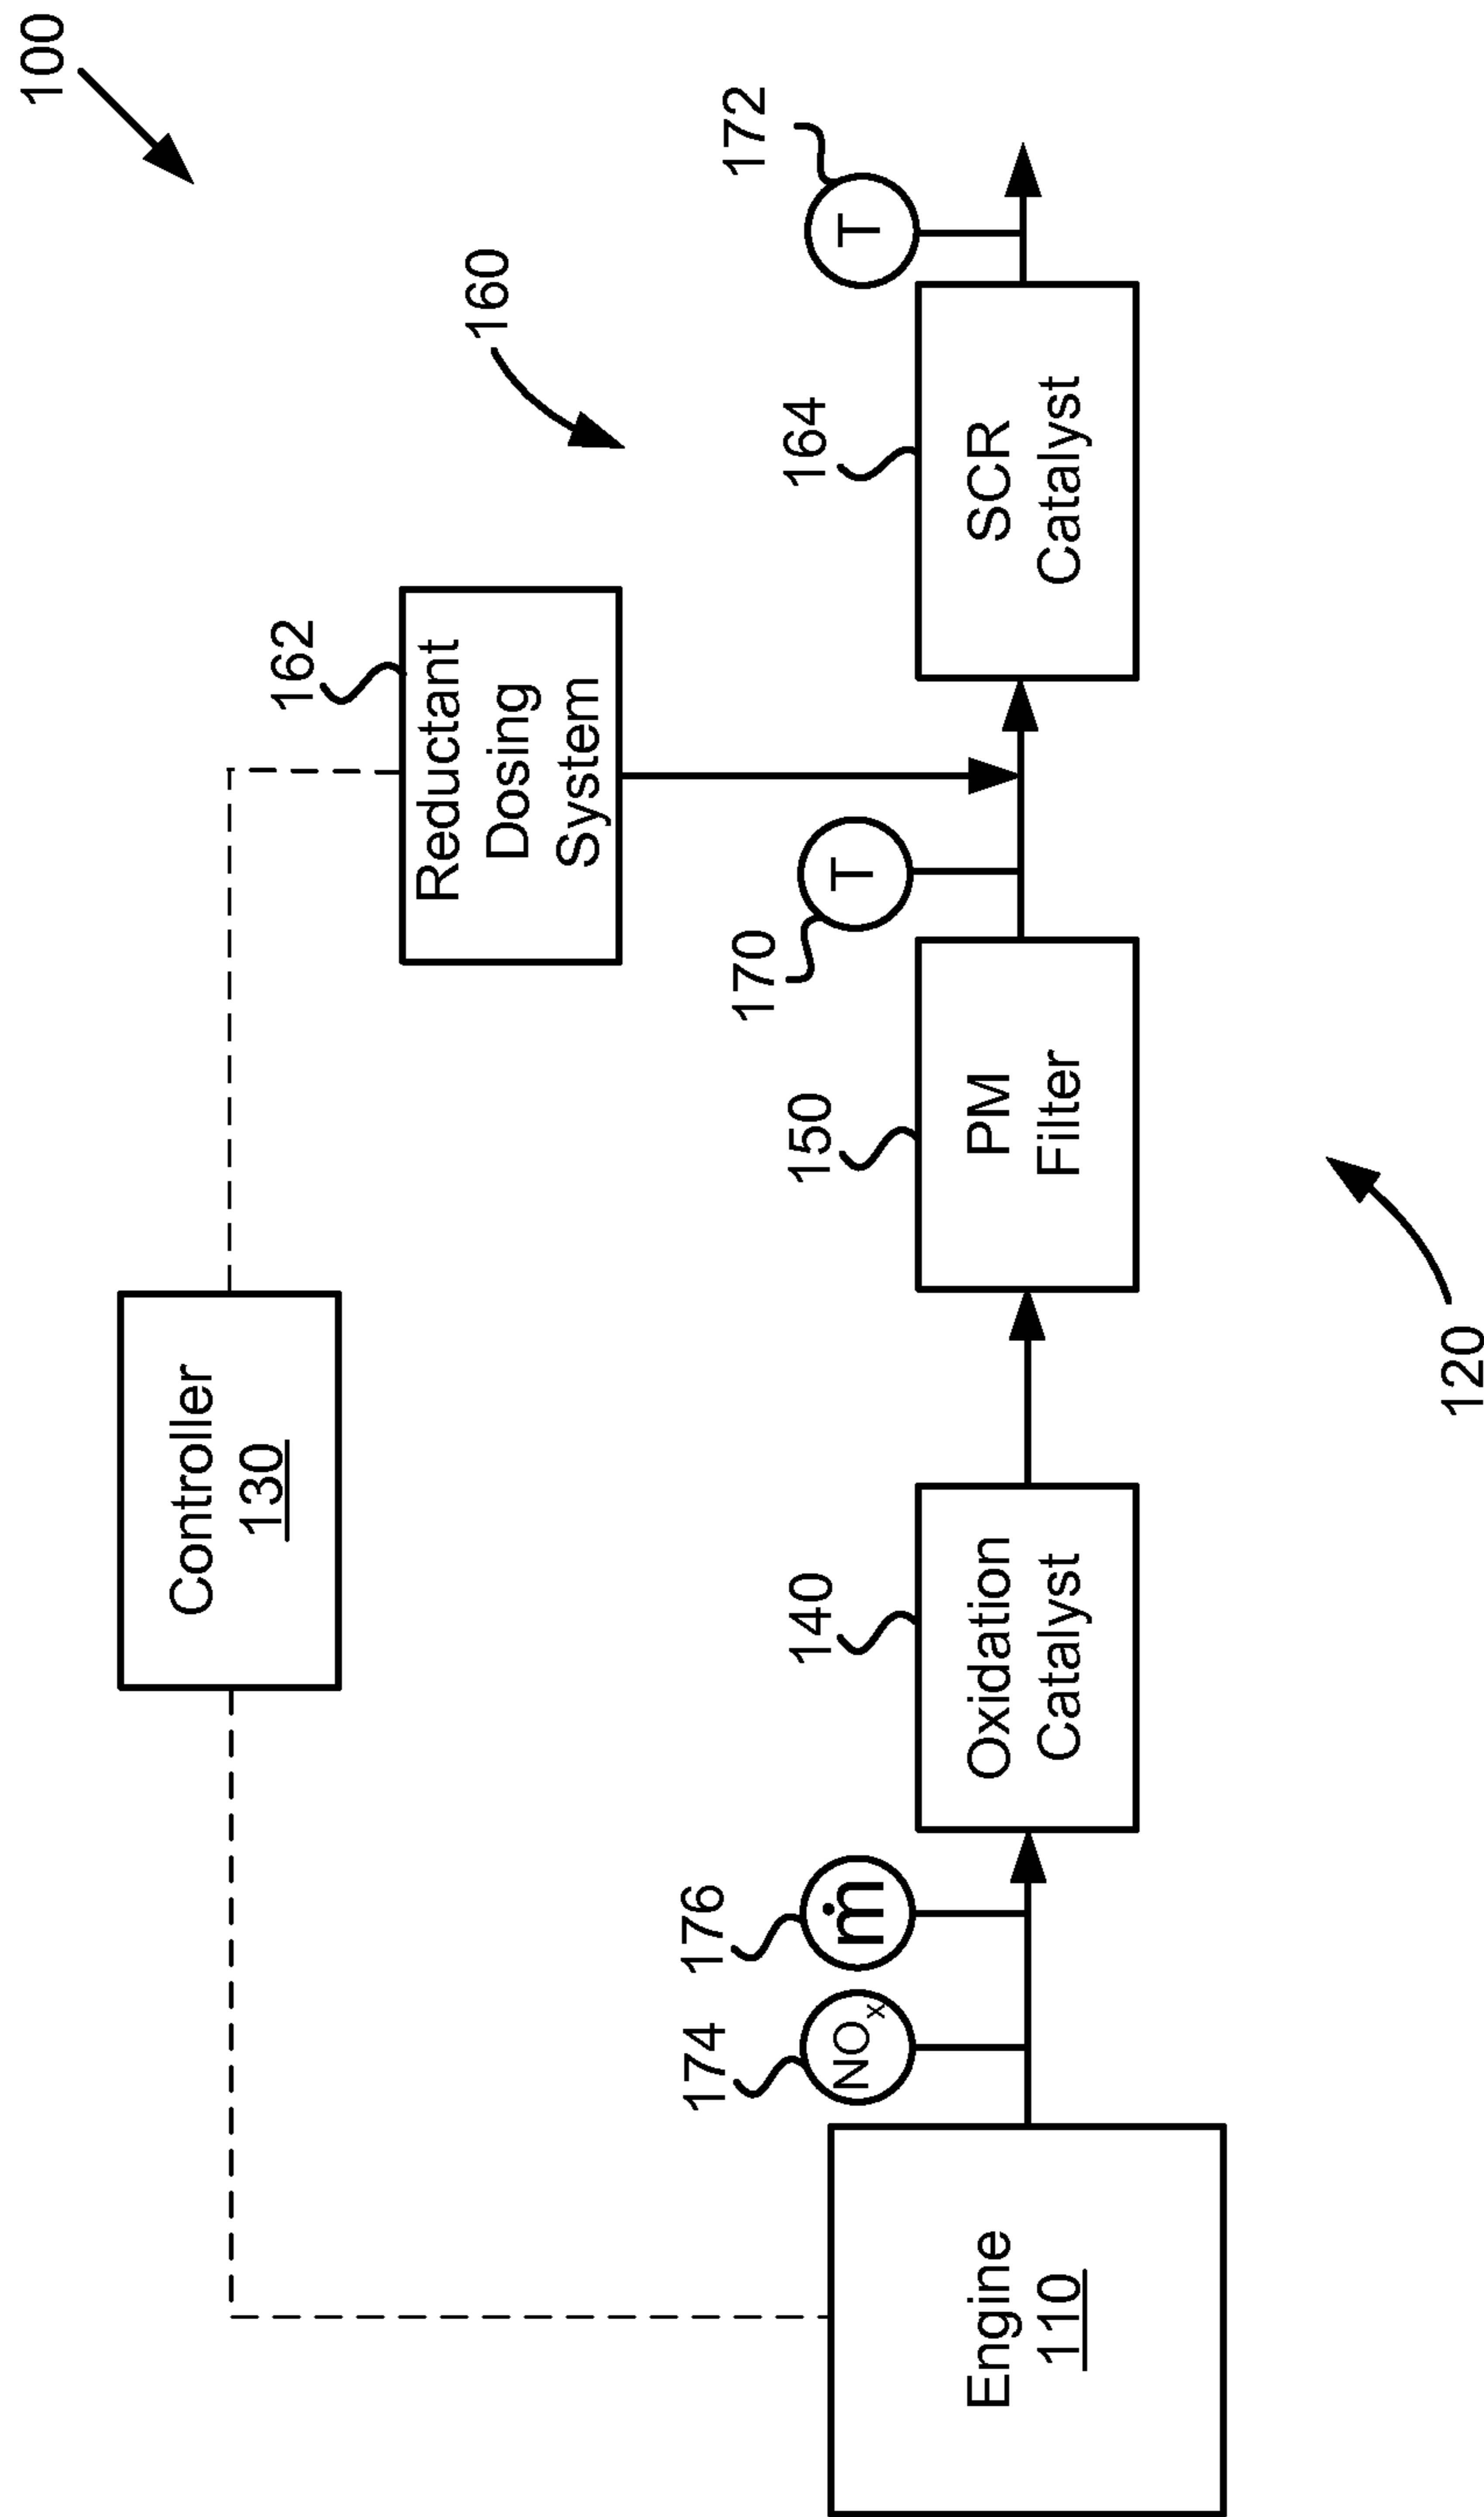 100
Controller
130
162
Reductant
Dosing
System
160
174
NOx
176
ṁ
170
T
172
T
Engine
110
140
Oxidation
Catalyst
150
PM
Filter
164
SCR
Catalyst
120